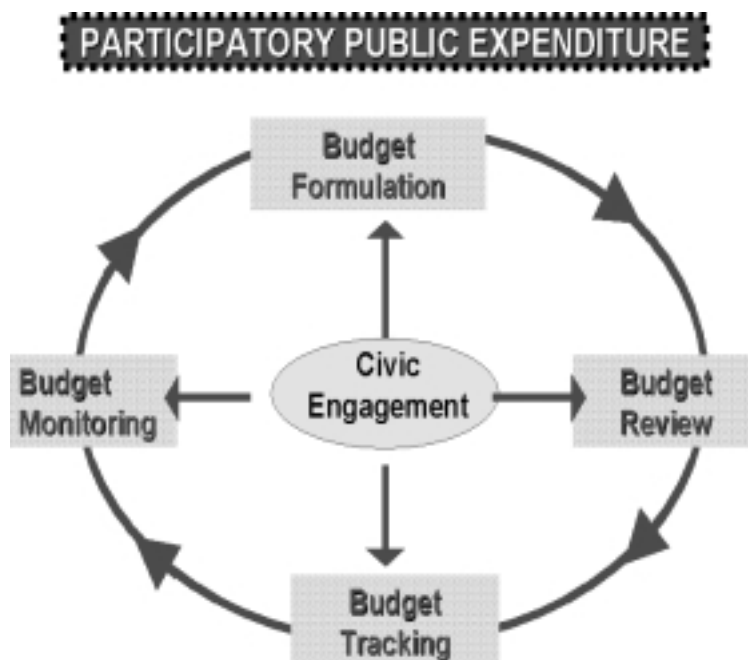 PARTICIPATORY PUBLIC EXPENDITURE
Budget
Formulation
Civic
Engagement
Budget
Monitoring
Budget
Review
Budget
Tracking